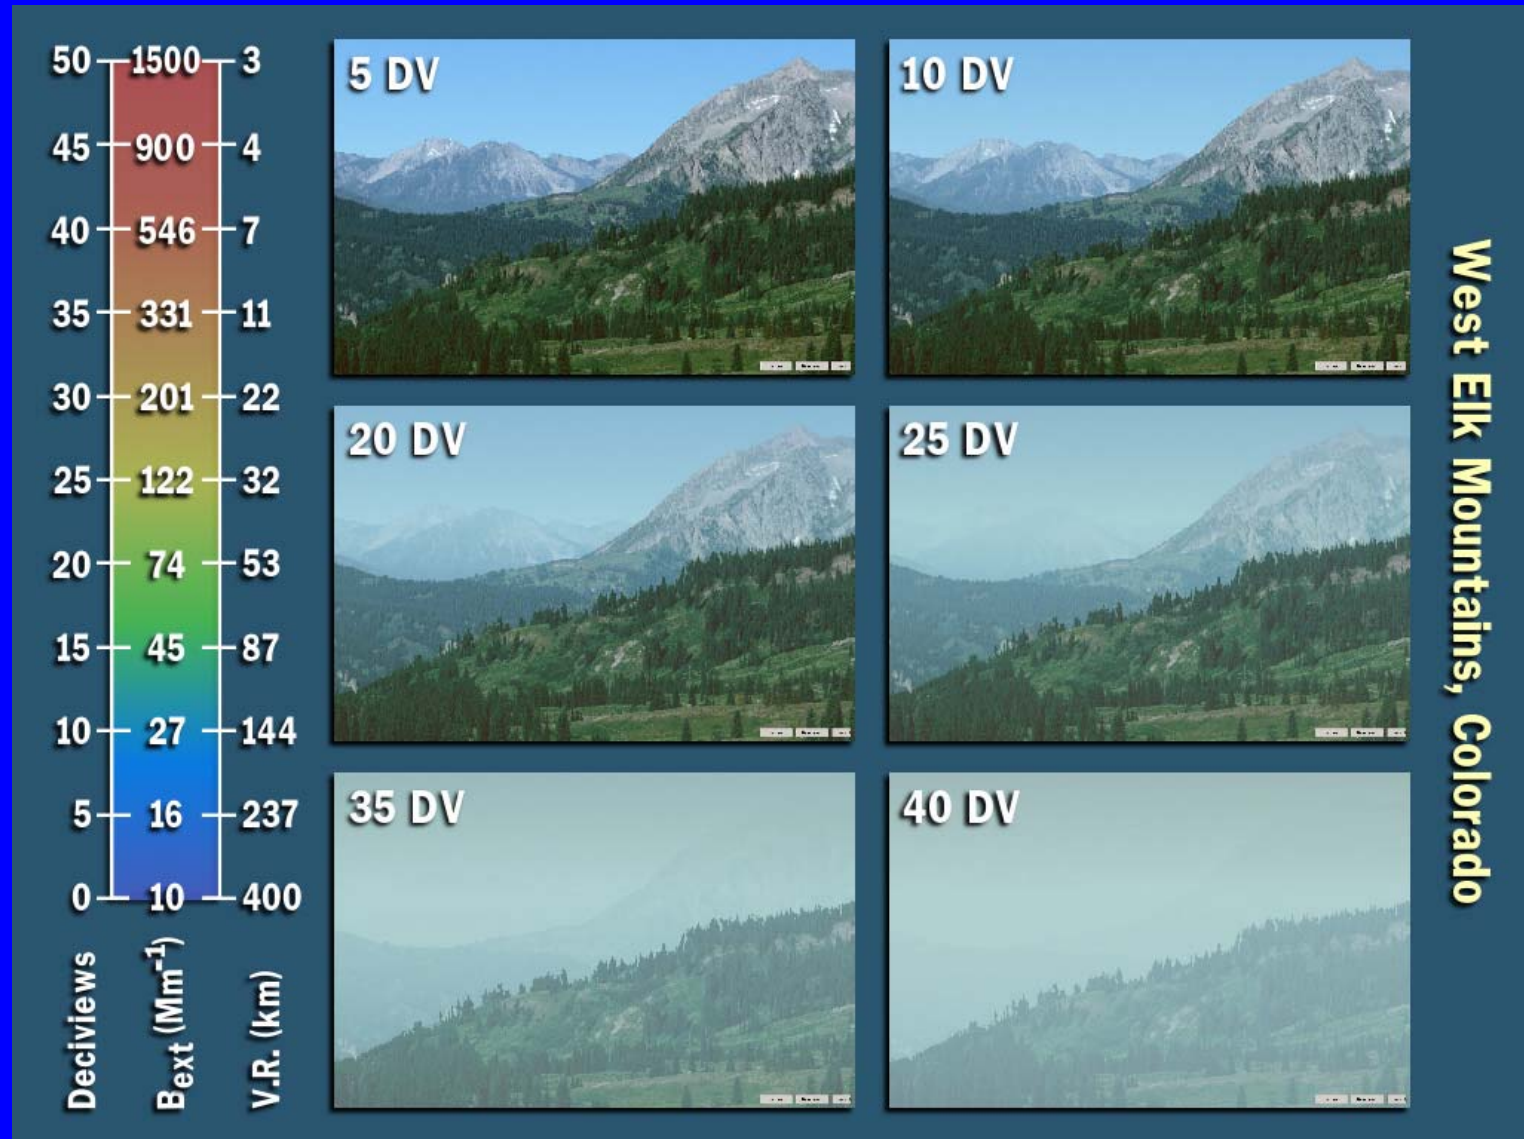 50 1500 3
45 900 4
40 546 7
35 331 11
30 201 22
25 122 32
20 74 53
15 45 87
10 27 144
5 16 237
0 10 400
Deciviews
Bext (Mm-1)
V.R. (km)
5 DV
10 DV
20 DV
25 DV
35 DV
40 DV
West Elk Mountains, Colorado